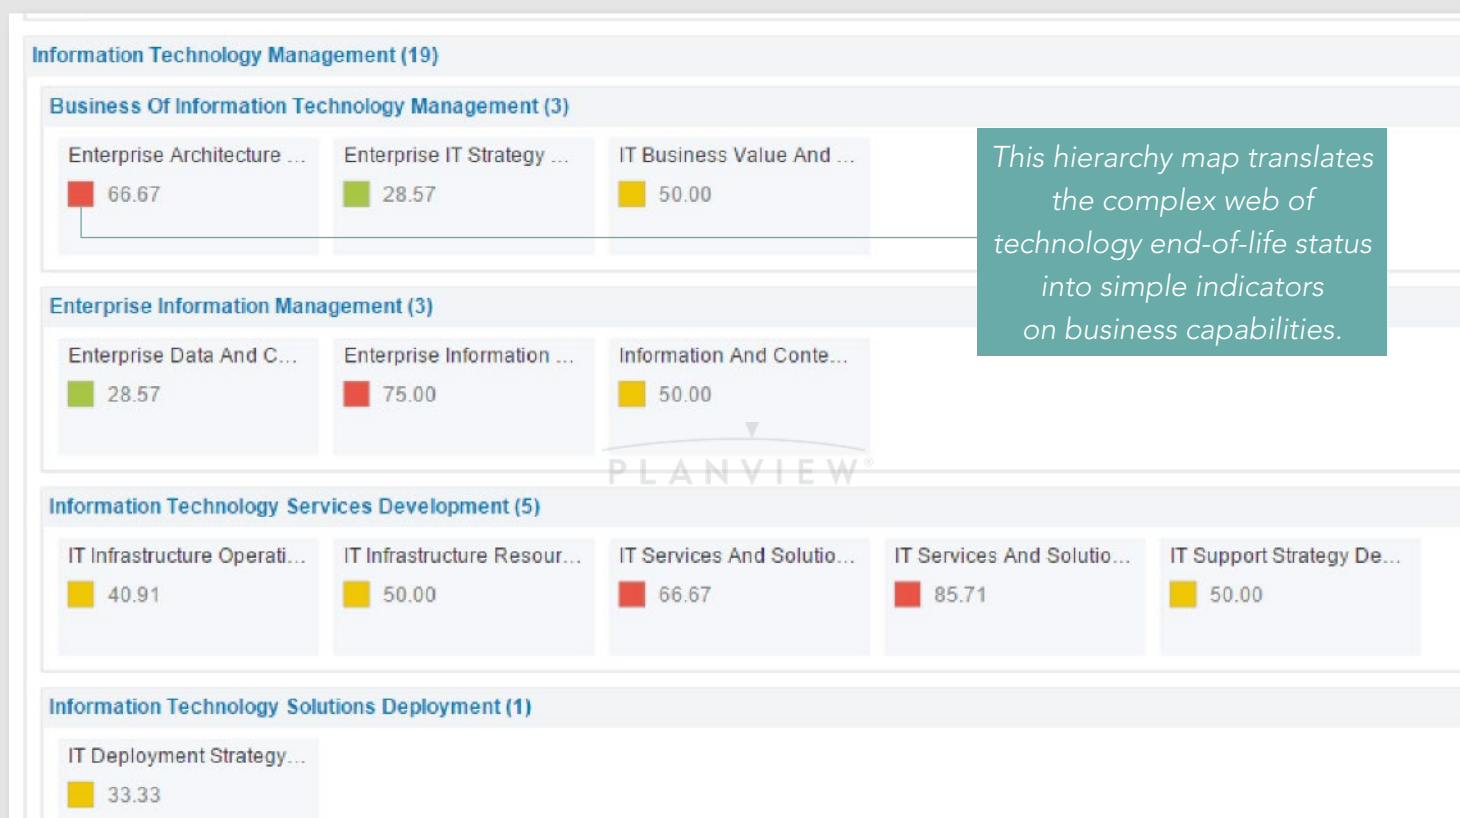 Information Technology Management (19)
Business Of Information Technology Management (3)
Enterprise Architecture ...
66.67
Enterprise IT Strategy ...
28.57
IT Business Value And ...
50.00
This hierarchy map translates
the complex web of
technology end-of-life status
into simple indicators
on business capabilities.
Enterprise Information Management (3)
Enterprise Data And C...
28.57
Enterprise Information ...
75.00
Information And Conte...
50.00
PLANVIEW®
Information Technology Services Development (5)
IT Infrastructure Operati...
40.91
IT Infrastructure Resour...
50.00
IT Services And Solutio...
66.67
IT Services And Solutio...
85.71
IT Support Strategy De...
50.00
Information Technology Solutions Deployment (1)
IT Deployment Strategy...
33.33